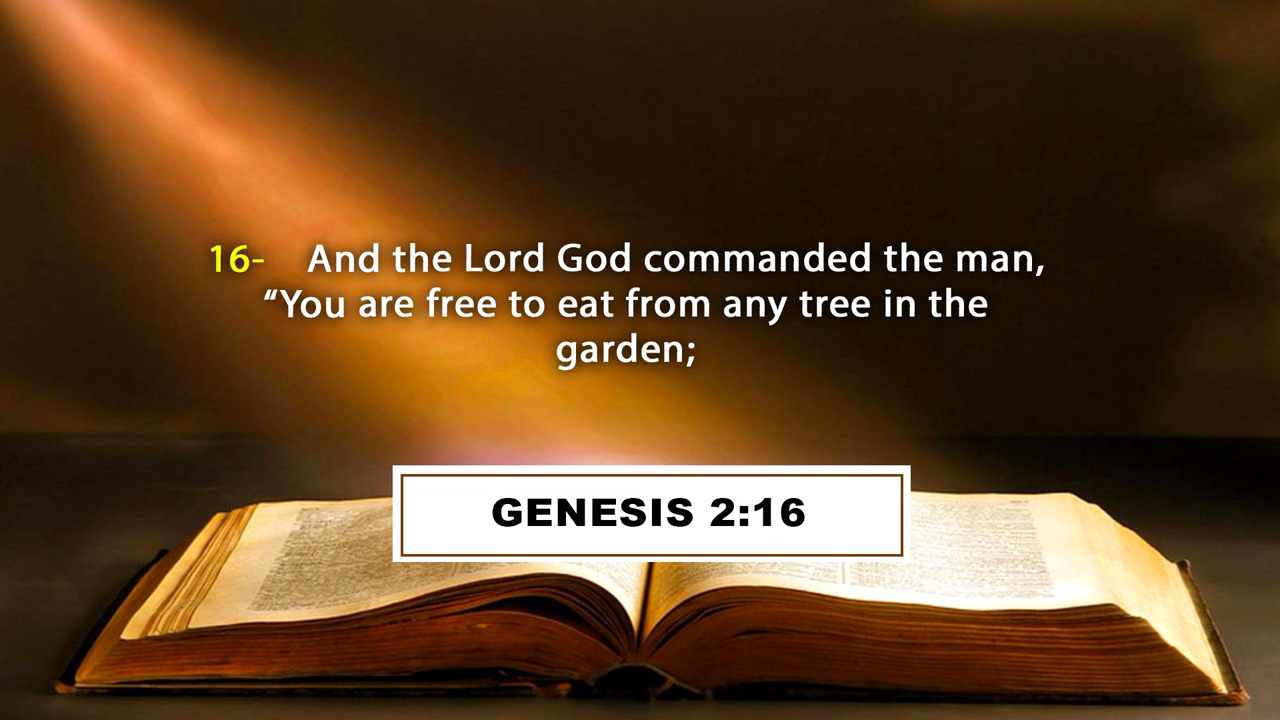 16- And the Lord God commanded the man,
“You are free to eat from any tree in the
garden;
GENESIS 2:16